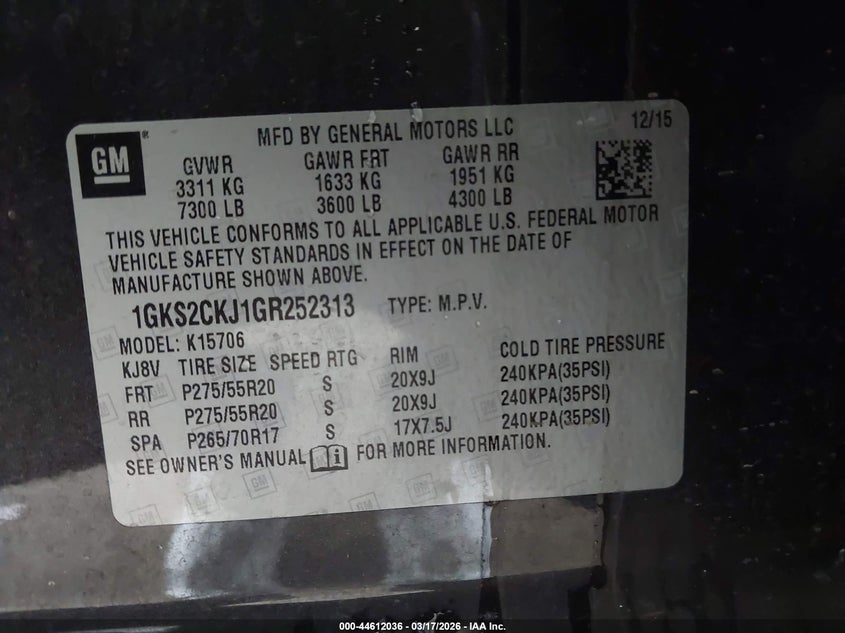 GM
MFD BY GENERAL MOTORS LLC 12/15
GVWR GAWR FRT GAWR RR
3311 KG 1633 KG 1951 KG
7300 LB 3600 LB 4300 LB
THIS VEHICLE CONFORMS TO ALL APPLICABLE U.S. FEDERAL MOTOR
VEHICLE SAFETY STANDARDS IN EFFECT ON THE DATE OF
MANUFACTURE SHOWN ABOVE.
1GKS2CKJ1GR252313 TYPE: M.P.V.
MODEL: K15706
KJ8V TIRE SIZE SPEED RTG RIM COLD TIRE PRESSURE
FRT P275/55R20 S 20X9J 240KPA(35PSI)
RR P275/55R20 S 20X9J 240KPA(35PSI)
SPA P265/70R17 S 17X7.5J 240KPA(35PSI)
SEE OWNER'S MANUAL FOR MORE INFORMATION.
000-44612036 - 03/17/2026 - IAA Inc.